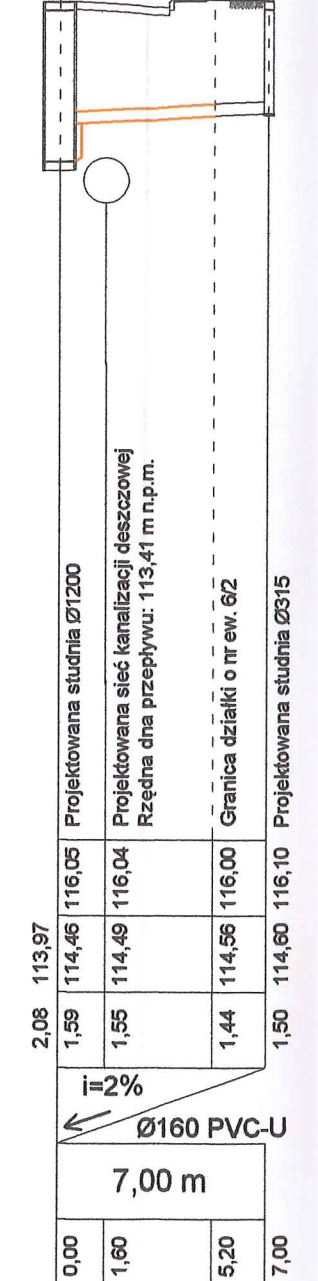 Projektowana studnia Ø1200
Projektowana sieć kanalizacji deszczowej
Rzędna dna przepływu: 113,41 m n.p.m.
Granica działki o nr ew. 6/2
Projektowana studnia Ø315
116,05
116,04
116,00
116,10
113,97
114,46
114,49
114,56
114,60
2,08
1,59
1,55
1,44
1,50
i=2%
Ø160 PVC-U
7,00 m
0,00
1,60
5,20
7,00